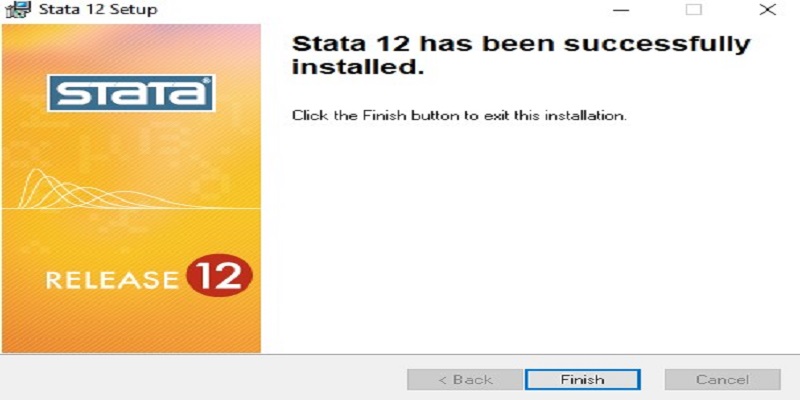 Stata 12 Setup
Stata 12 has been successfully
installed.
Click the Finish button to exit this installation.
STATA®
RELEASE 12
< Back
Finish
Cancel